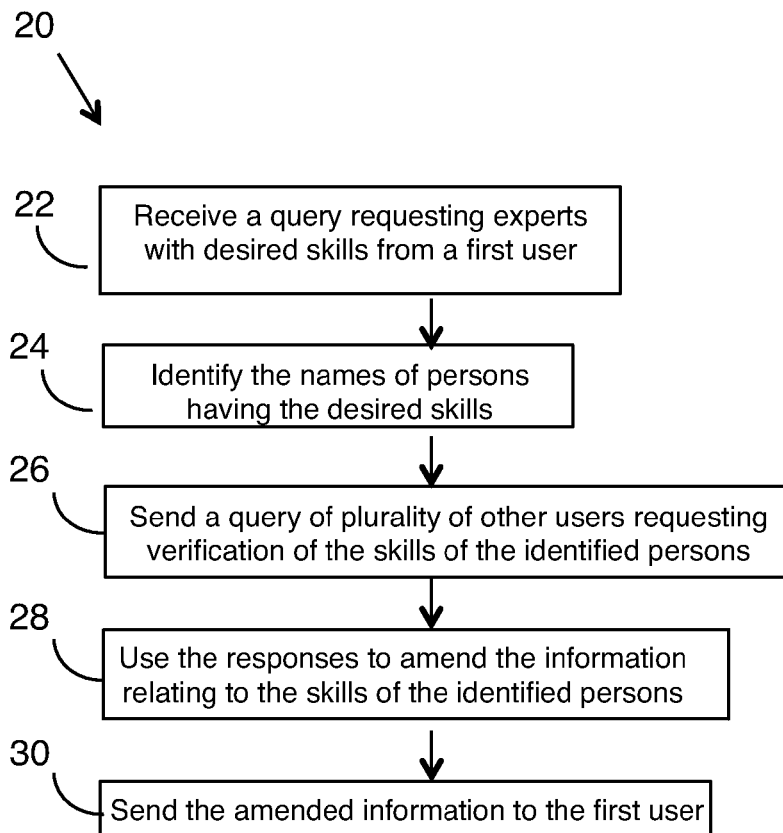 20
22
Receive a query requesting experts
with desired skills from a first user
24
Identify the names of persons
having the desired skills
26
Send a query of plurality of other users requesting
verification of the skills of the identified persons
28
Use the responses to amend the information
relating to the skills of the identified persons
30
Send the amended information to the first user